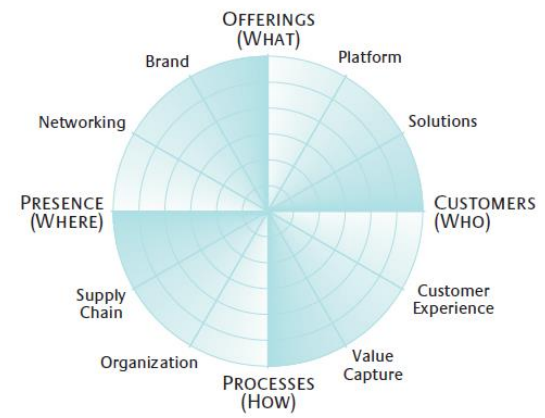 OFFERINGS
(WHAT)
Brand
Platform
Networking
Solutions
PRESENCE
(WHERE)
CUSTOMERS
(WHO)
Supply
Chain
Customer
Experience
Organization
Value
Capture
PROCESSES
(HOW)